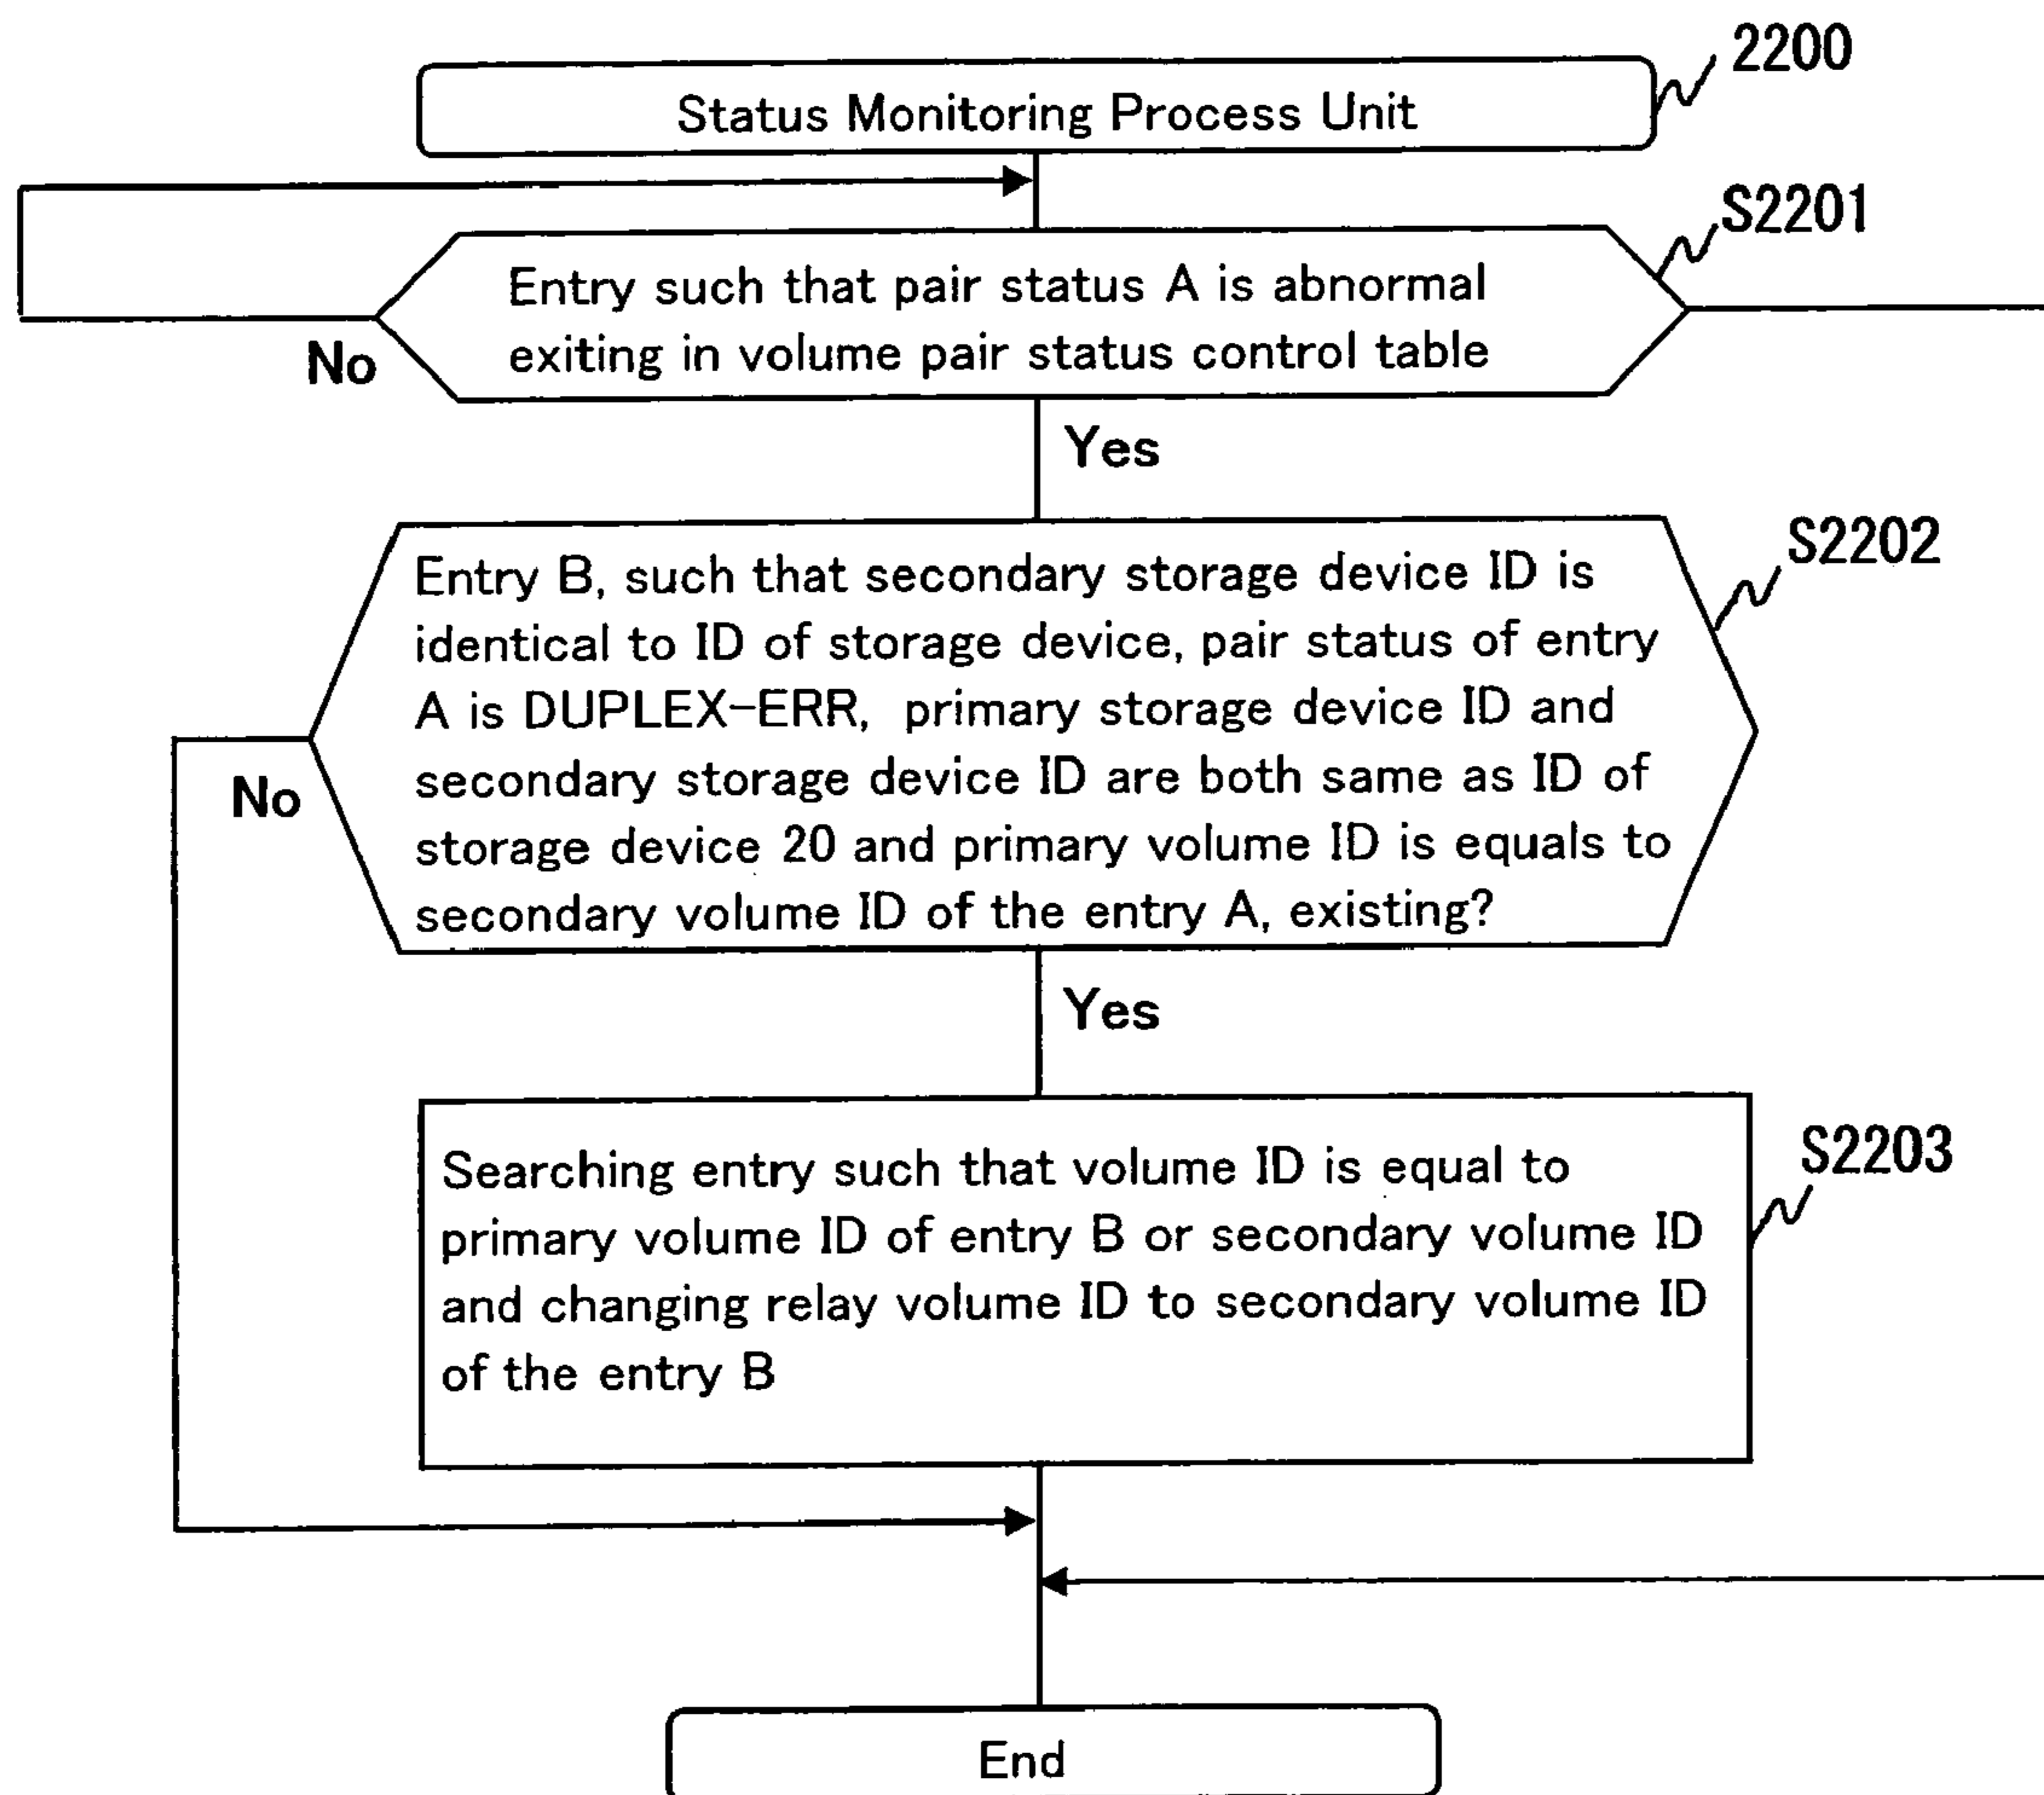 2200
Status Monitoring Process Unit
S2201
Entry such that pair status A is abnormal
exiting in volume pair status control table
No
Yes
S2202
Entry B, such that secondary storage device ID is
identical to ID of storage device, pair status of entry
A is DUPLEX-ERR, primary storage device ID and
secondary storage device ID are both same as ID of
storage device 20 and primary volume ID is equals to
secondary volume ID of the entry A, existing?
No
Yes
S2203
Searching entry such that volume ID is equal to
primary volume ID of entry B or secondary volume ID
and changing relay volume ID to secondary volume ID
of the entry B
End